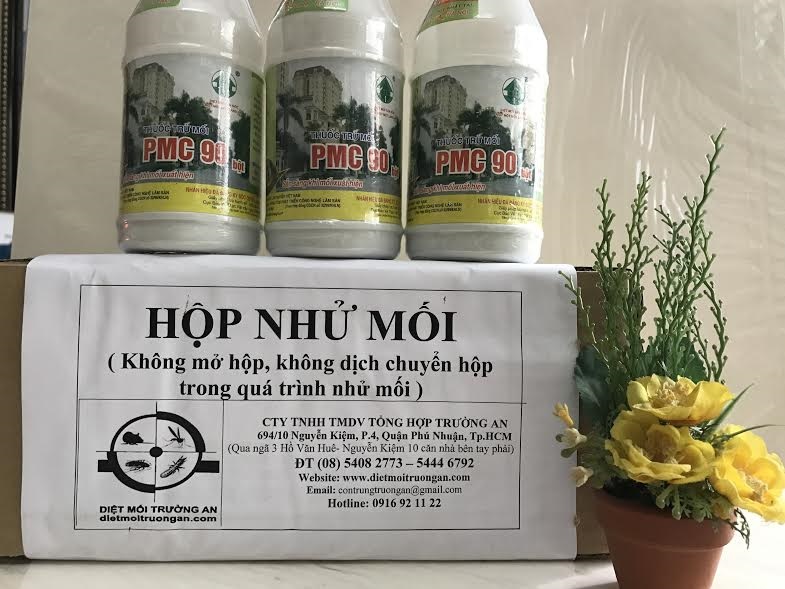 THUỐC TRỪ MỐI
PMC 90 bột
THUỐC TRỪ MỐI
PMC 90 bột
THUỐC TRỪ MỐI
PMC 90 bột
HỘP NHỬ MỐI
( Không mở hộp, không dịch chuyển hộp
trong quá trình nhử mối )
CTY TNHH TMDV TỔNG HỢP TRƯỜNG AN
694/10 Nguyễn Kiệm, P.4, Quận Phú Nhuận, Tp.HCM
(Qua ngã 3 Hồ Văn Huê- Nguyễn Kiệm 10 căn nhà bên tay phải)
ĐT (08) 5408 2773 – 5444 6792
Website: www.dietmoitruongan.com
Email: contrungtruongan@gmail.com
Hotline: 0916 92 11 22
DIỆT MỐI TRƯỜNG AN
dietmoitruongan.com